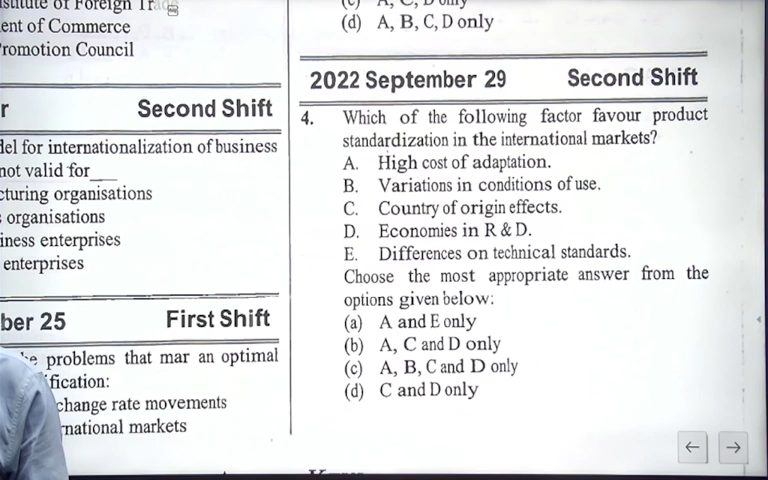 of Foreign
ent of Commerce
romotion Council
r Second Shift
del for internationalization of business
not valid for___
cturing organisations
organisations
iness enterprises
enterprises
ber 25 First Shift
problems that mar an optimal
fication:
change rate movements
rnational markets
(d) A, B, C, D only
2022 September 29 Second Shift
4. Which of the following factor favour product
standardization in the international markets?
A. High cost of adaptation.
B. Variations in conditions of use.
C. Country of origin effects.
D. Economies in R & D.
E. Differences on technical standards.
Choose the most appropriate answer from the
options given below:
(a) A and E only
(b) A, C and D only
(c) A, B, C and D only
(d) C and D only